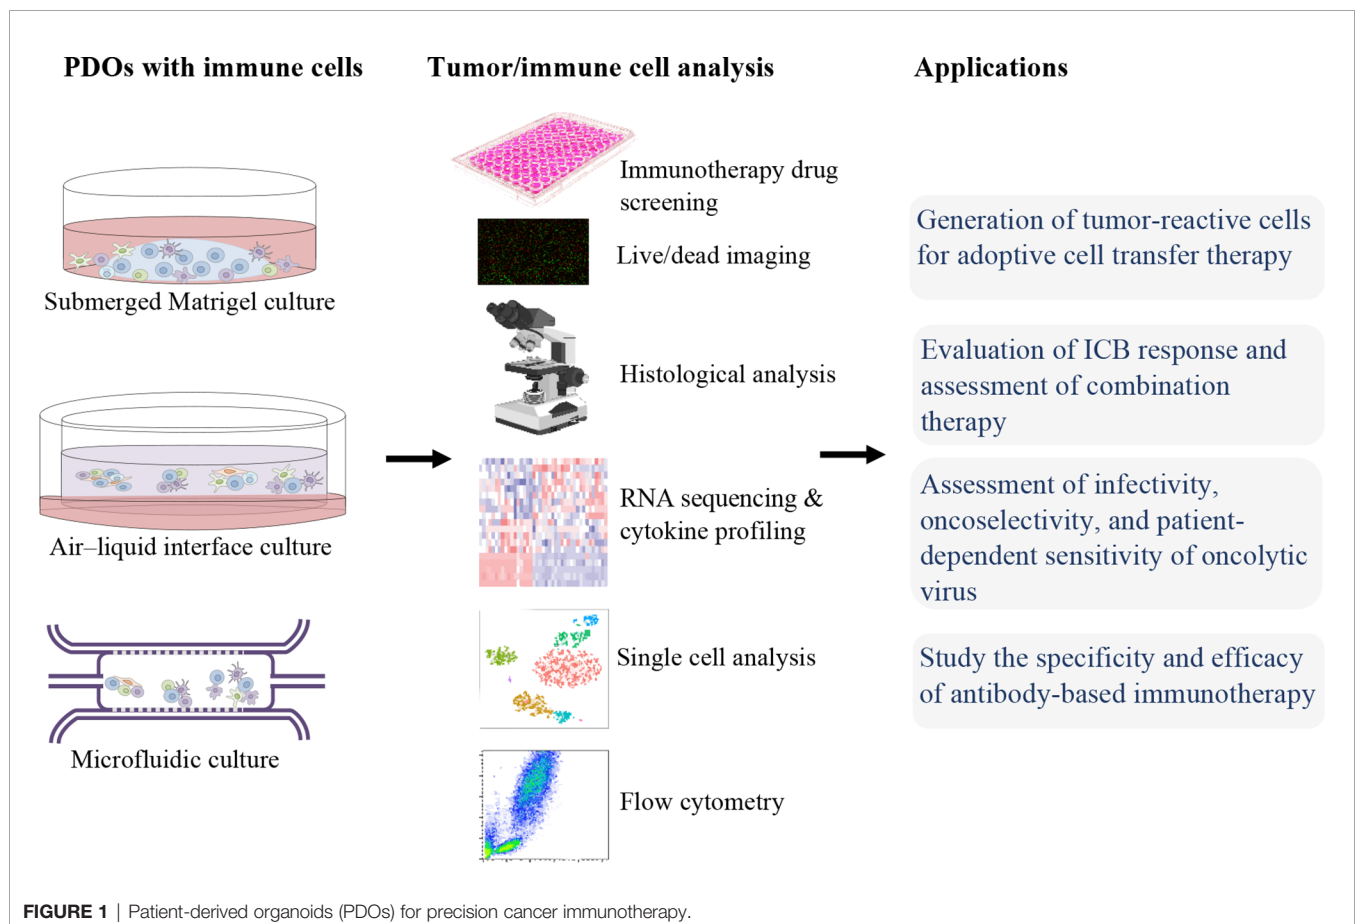 PDOs with immune cells
Submerged Matrigel culture
Air–liquid interface culture
Microfluidic culture
Tumor/immune cell analysis
Immunotherapy drug
screening
Live/dead imaging
Histological analysis
RNA sequencing &
cytokine profiling
Single cell analysis
Flow cytometry
Applications
Generation of tumor-reactive cells
for adoptive cell transfer therapy
Evaluation of ICB response and
assessment of combination
therapy
Assessment of infectivity,
oncoselectivity, and patient-
dependent sensitivity of oncolytic
virus
Study the specificity and efficacy
of antibody-based immunotherapy
FIGURE 1 | Patient-derived organoids (PDOs) for precision cancer immunotherapy.